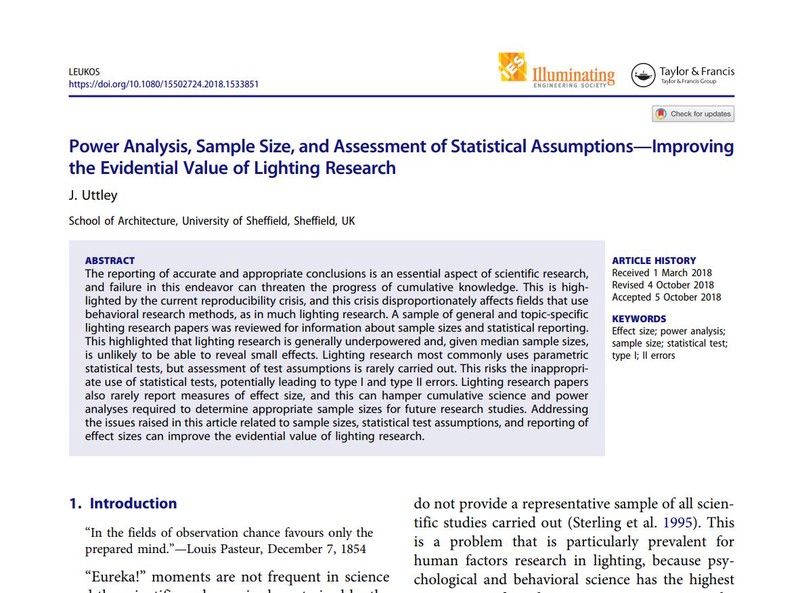 LEUKOS
https://doi.org/10.1080/15502724.2018.1533851
IES
Illuminating
ENGINEERING SOCIETY
Taylor & Francis
Taylor & Francis Group
Check for updates
Power Analysis, Sample Size, and Assessment of Statistical Assumptions—Improving
the Evidential Value of Lighting Research
J. Uttley
School of Architecture, University of Sheffield, Sheffield, UK
ABSTRACT
The reporting of accurate and appropriate conclusions is an essential aspect of scientific research,
and failure in this endeavor can threaten the progress of cumulative knowledge. This is high-
lighted by the current reproducibility crisis, and this crisis disproportionately affects fields that use
behavioral research methods, as in much lighting research. A sample of general and topic-specific
lighting research papers was reviewed for information about sample sizes and statistical reporting.
This highlighted that lighting research is generally underpowered and, given median sample sizes,
is unlikely to be able to reveal small effects. Lighting research most commonly uses parametric
statistical tests, but assessment of test assumptions is rarely carried out. This risks the inappropri-
ate use of statistical tests, potentially leading to type I and type II errors. Lighting research papers
also rarely report measures of effect size, and this can hamper cumulative science and power
analyses required to determine appropriate sample sizes for future research studies. Addressing
the issues raised in this article related to sample sizes, statistical test assumptions, and reporting of
effect sizes can improve the evidential value of lighting research.
ARTICLE HISTORY
Received 1 March 2018
Revised 4 October 2018
Accepted 5 October 2018
KEYWORDS
Effect size; power analysis;
sample size; statistical test;
type I; II errors
1. Introduction
“In the fields of observation chance favours only the
prepared mind.”—Louis Pasteur, December 7, 1854
“Eureka!” moments are not frequent in science
do not provide a representative sample of all scien-
tific studies carried out (Sterling et al. 1995). This
is a problem that is particularly prevalent for
human factors research in lighting, because psy-
chological and behavioral science has the highest